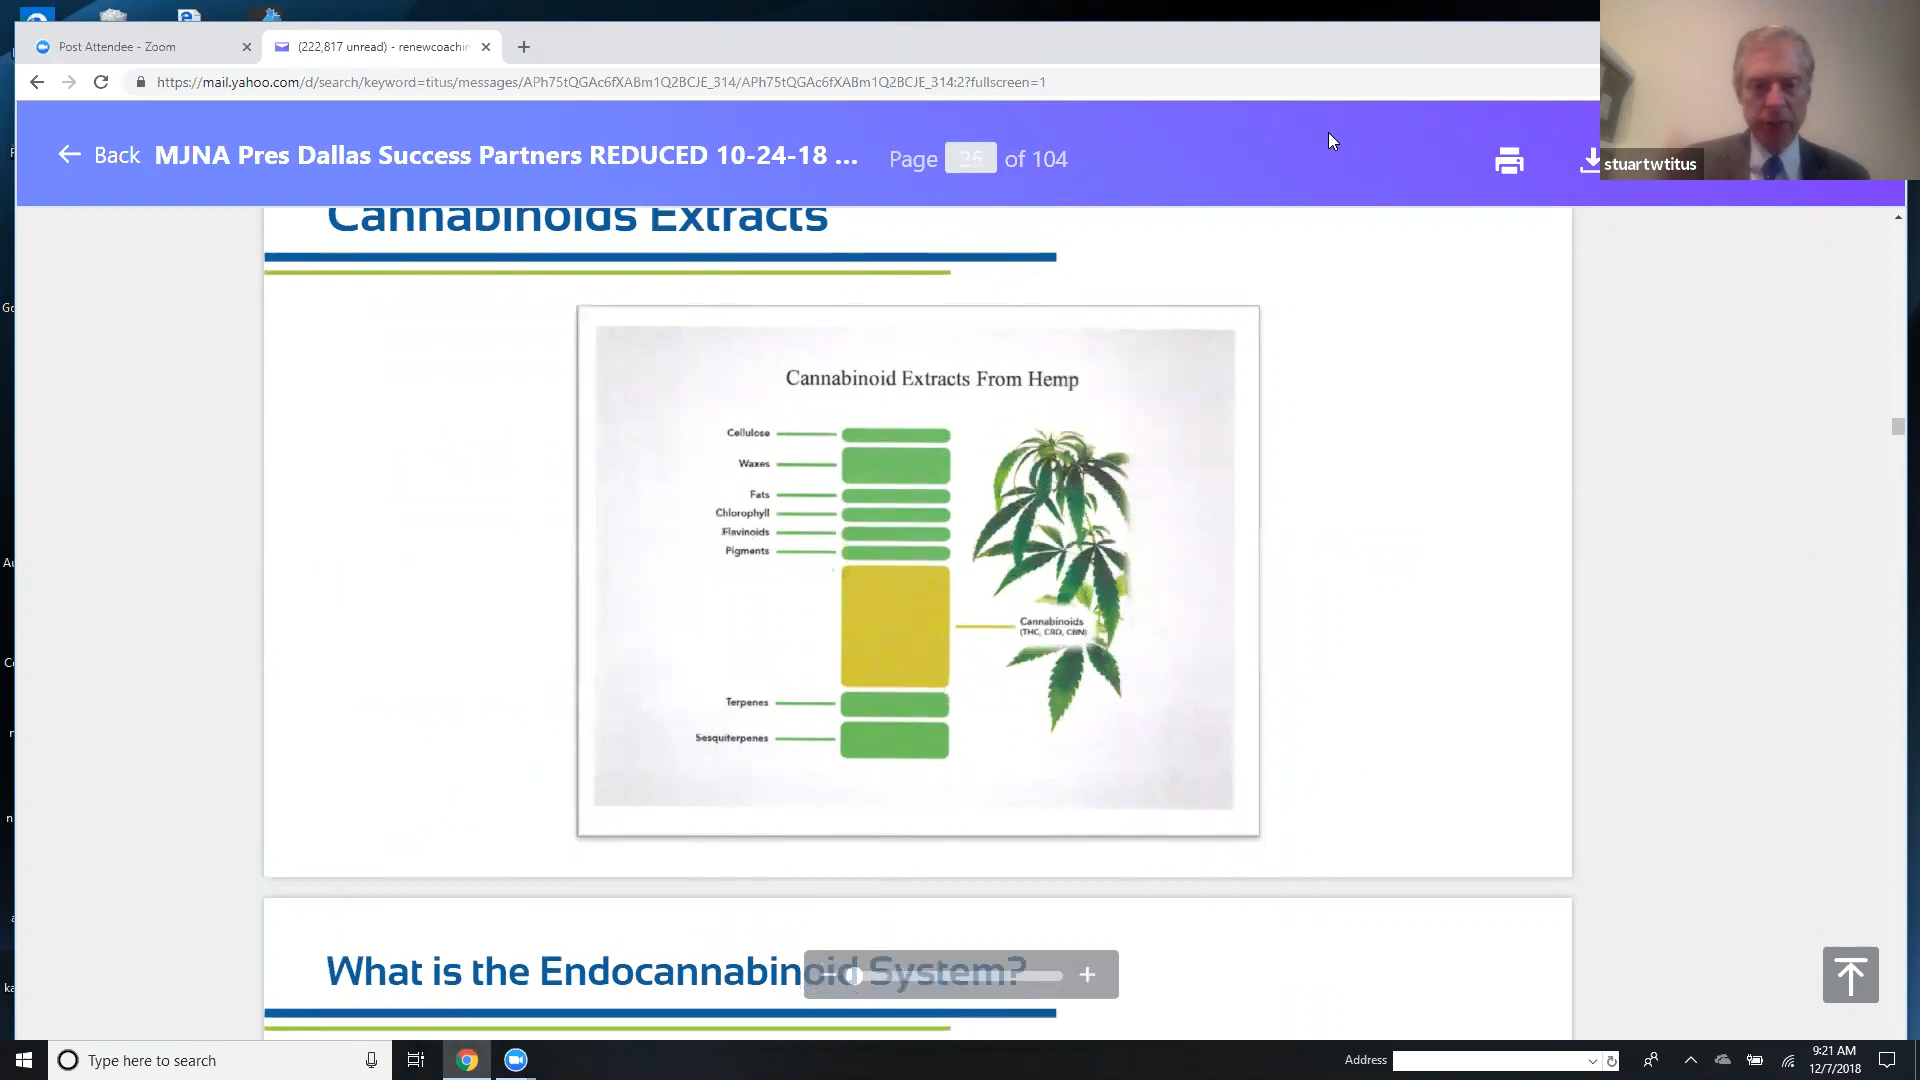 Post Attendee - Zoom
(222,817 unread) - renewcoachin
https://mail.yahoo.com/d/search/keyword=titus/messages/APh75tQGAc6fXABm1Q2BCJE_314/APh75tQGAc6fXABm1Q2BCJE_314:2?fullscreen=1
Back MJNA Pres Dallas Success Partners REDUCED 10-24-18 ... Page 26 of 104
stuartwtitus
Cannabinoids Extracts
Cannabinoid Extracts From Hemp
Cellulose
Waxes
Fats
Chlorophyll
Flavinoids
Pigments
Cannabinoids
(THC, CBD, CBN)
Terpenes
Sesquiterpenes
What is the Endocannabinoid System?
Type here to search
Address
9:21 AM
12/7/2018